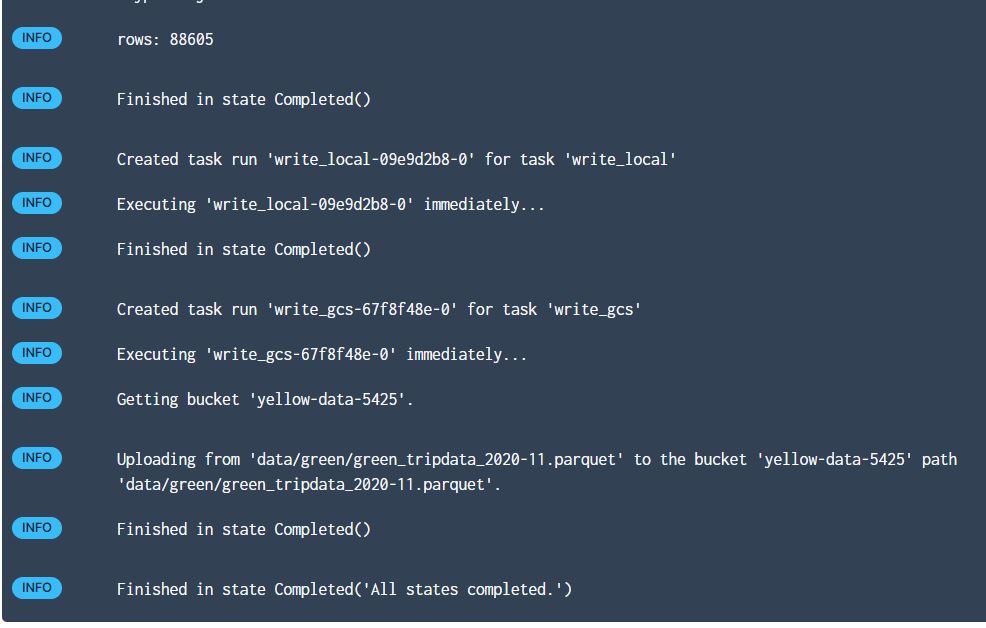 INFO rows: 88605
INFO Finished in state Completed()
INFO Created task run 'write_local-09e9d2b8-0' for task 'write_local'
INFO Executing 'write_local-09e9d2b8-0' immediately...
INFO Finished in state Completed()
INFO Created task run 'write_gcs-67f8f48e-0' for task 'write_gcs'
INFO Executing 'write_gcs-67f8f48e-0' immediately...
INFO Getting bucket 'yellow-data-5425'.
INFO Uploading from 'data/green/green_tripdata_2020-11.parquet' to the bucket 'yellow-data-5425' path
'data/green/green_tripdata_2020-11.parquet'.
INFO Finished in state Completed()
INFO Finished in state Completed('All states completed.')